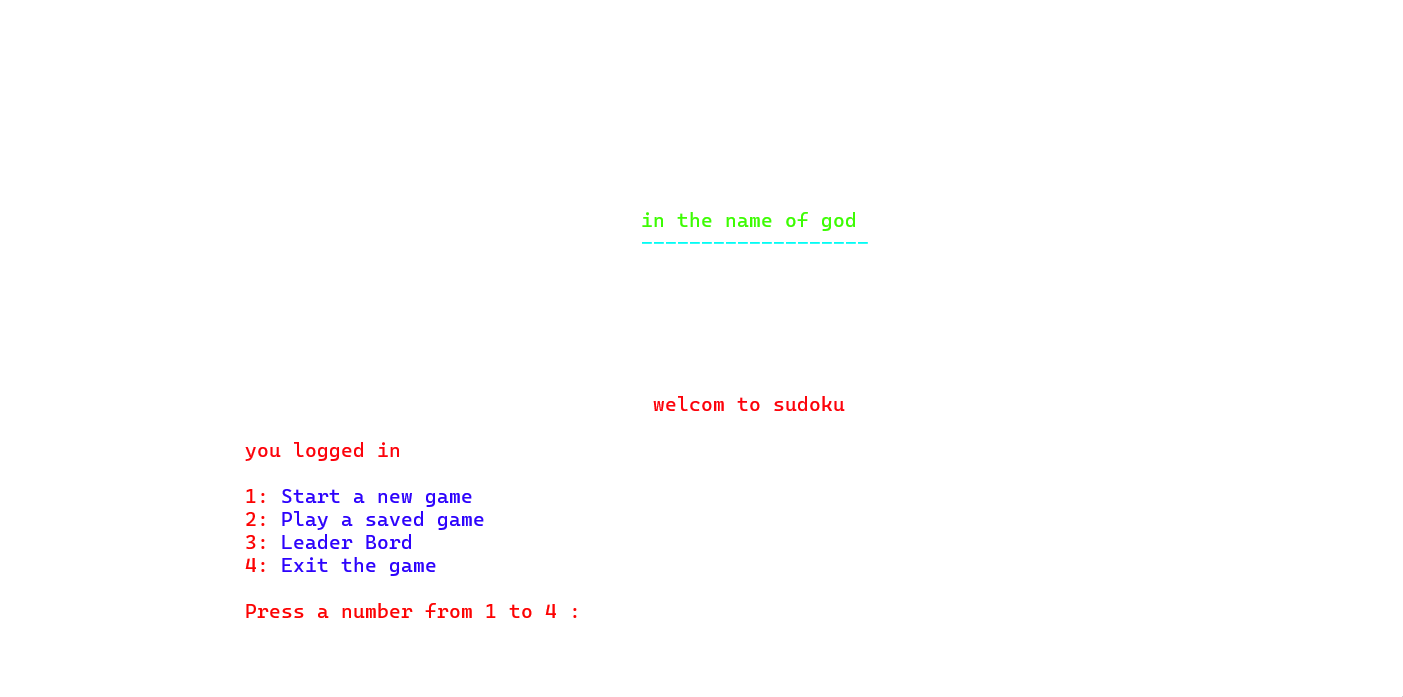 in the name of god
-------------------
welcom to sudoku
you logged in
1: Start a new game
2: Play a saved game
3: Leader Bord
4: Exit the game
Press a number from 1 to 4 :